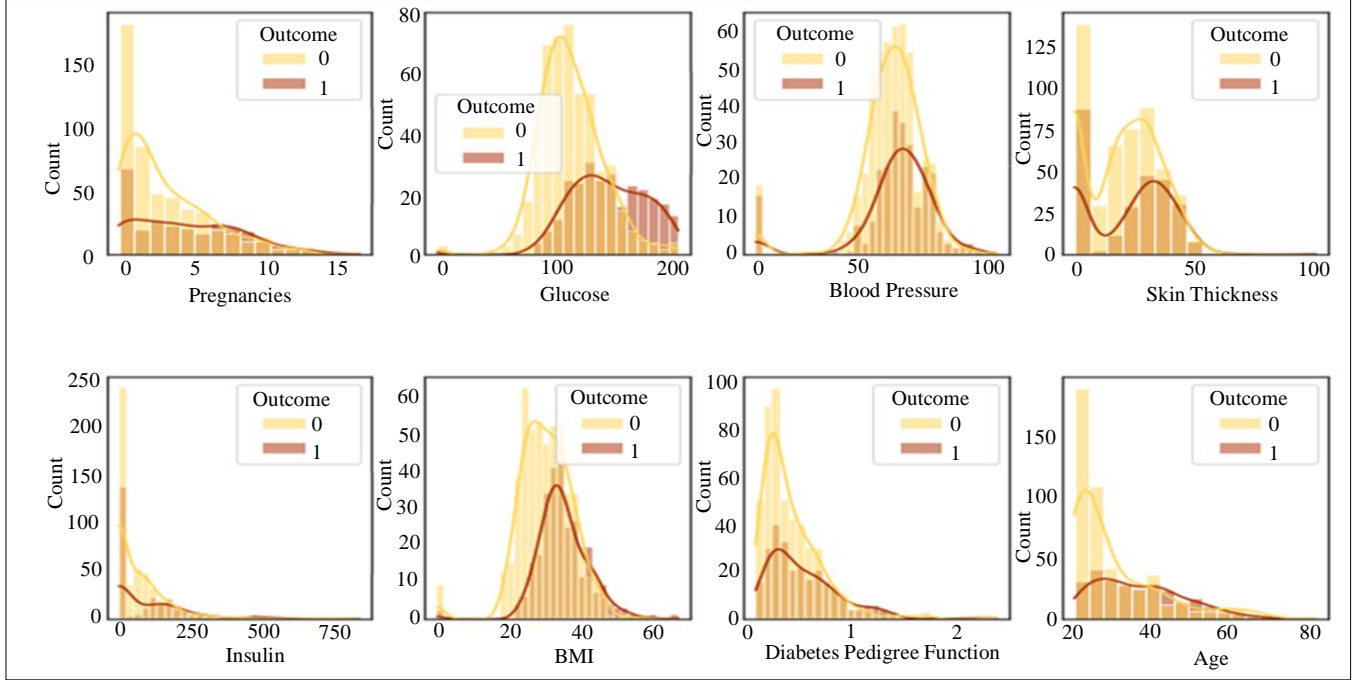 Outcome
0
1
150
100
50
0
Count
0 5 10 15
Pregnancies
80
60
40
20
0
Count
Outcome
0
1
100 200
0
Glucose
60
50
40
30
20
10
0
Count
Outcome
0
1
50 100
0
Blood Pressure
125
100
75
50
25
0
Count
Outcome
0
1
0 50 100
Skin Thickness
250
200
150
100
50
0
Count
Outcome
0
1
0 250 500 750
Insulin
60
50
40
30
20
10
0
Count
Outcome
0
1
0 20 40 60
BMI
100
80
60
40
20
0
Count
Outcome
0
1
0 1 2
Diabetes Pedigree Function
150
100
50
0
Count
Outcome
0
1
20 40 60 80
Age